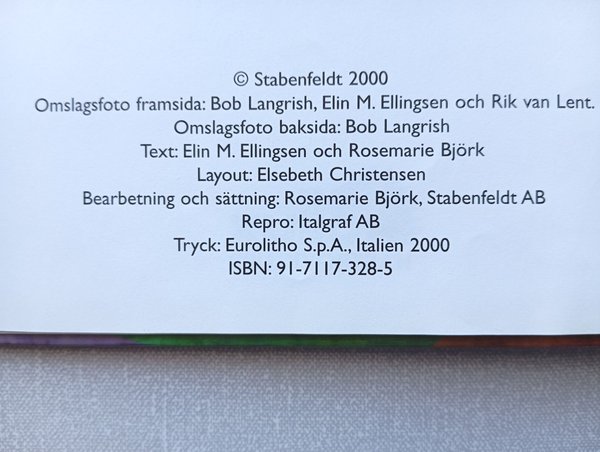 © Stabenfeldt 2000
Omslagsfoto framsida: Bob Langrish, Elin M. Ellingsen och Rik van Lent.
Omslagsfoto baksida: Bob Langrish
Text: Elin M. Ellingsen och Rosemarie Björk
Layout: Elsebeth Christensen
Bearbetning och sättning: Rosemarie Björk, Stabenfeldt AB
Repro: Italgraf AB
Tryck: Eurolitho S.p.A., Italien 2000
ISBN: 91-7117-328-5